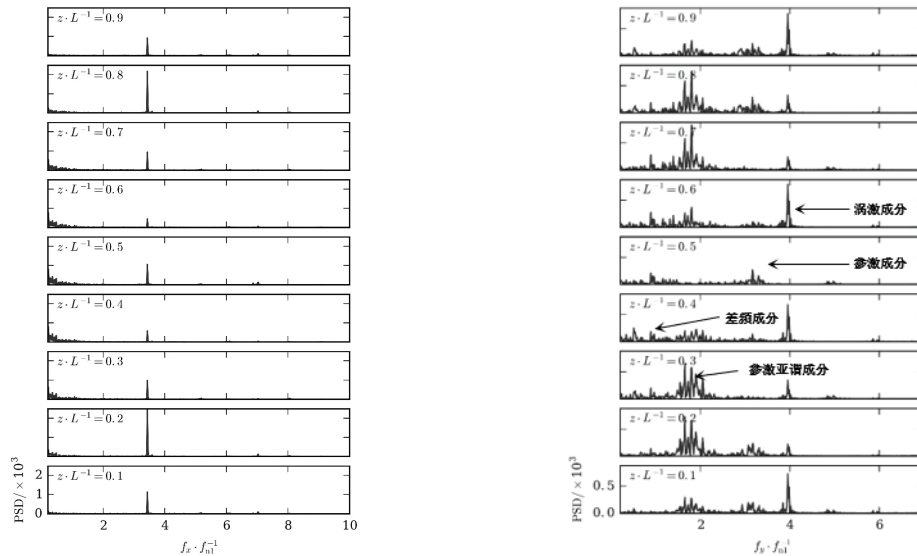 z · L⁻¹ = 0.9
z · L⁻¹ = 0.8
z · L⁻¹ = 0.7
z · L⁻¹ = 0.6
z · L⁻¹ = 0.5
z · L⁻¹ = 0.4
z · L⁻¹ = 0.3
z · L⁻¹ = 0.2
z · L⁻¹ = 0.1
PSD/×10³
2
1
0
2 4 6 8 10
fₓ · fₙ₁⁻¹
z · L⁻¹ = 0.9
z · L⁻¹ = 0.8
z · L⁻¹ = 0.7
z · L⁻¹ = 0.6
涡激成分
z · L⁻¹ = 0.5
参激成分
z · L⁻¹ = 0.4
差频成分
z · L⁻¹ = 0.3
参激亚谐成分
z · L⁻¹ = 0.2
z · L⁻¹ = 0.1
PSD/×10³
0.5
0.0
2 4 6
f_y · fₙ₁⁻¹